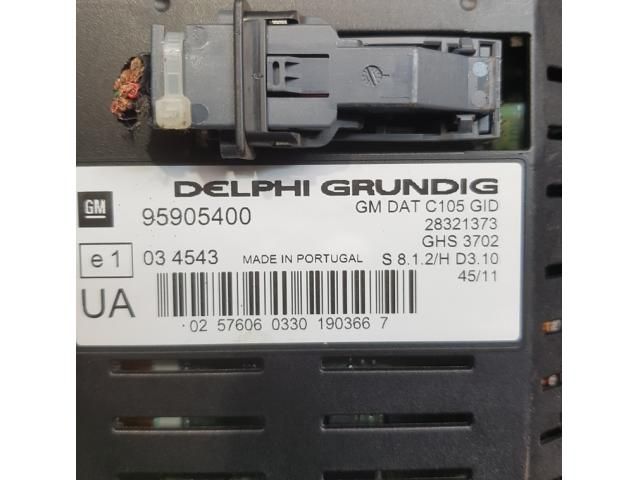 DELPHI GRUNDIG
GM 95905400 GM DAT C105 GID
28321373
GHS 3702
e1 03 4543 MADE IN PORTUGAL S 8.1.2/H D3.10
45/11
UA
02 57606 0330 190366 7